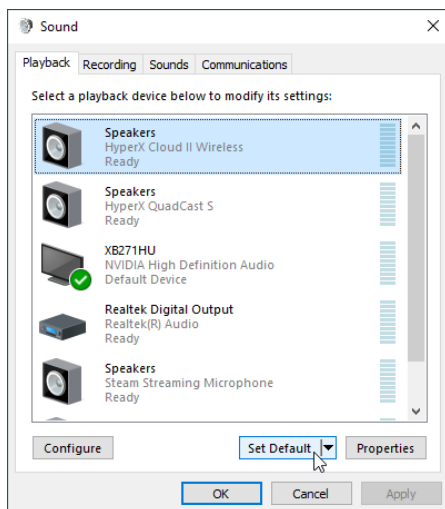 Sound
Playback Recording Sounds Communications
Select a playback device below to modify its settings:
Speakers
HyperX Cloud II Wireless
Ready
Speakers
HyperX QuadCast S
Ready
XB271HU
NVIDIA High Definition Audio
Default Device
Realtek Digital Output
Realtek(R) Audio
Ready
Speakers
Steam Streaming Microphone
Ready
Configure Set Default Properties
OK Cancel Apply